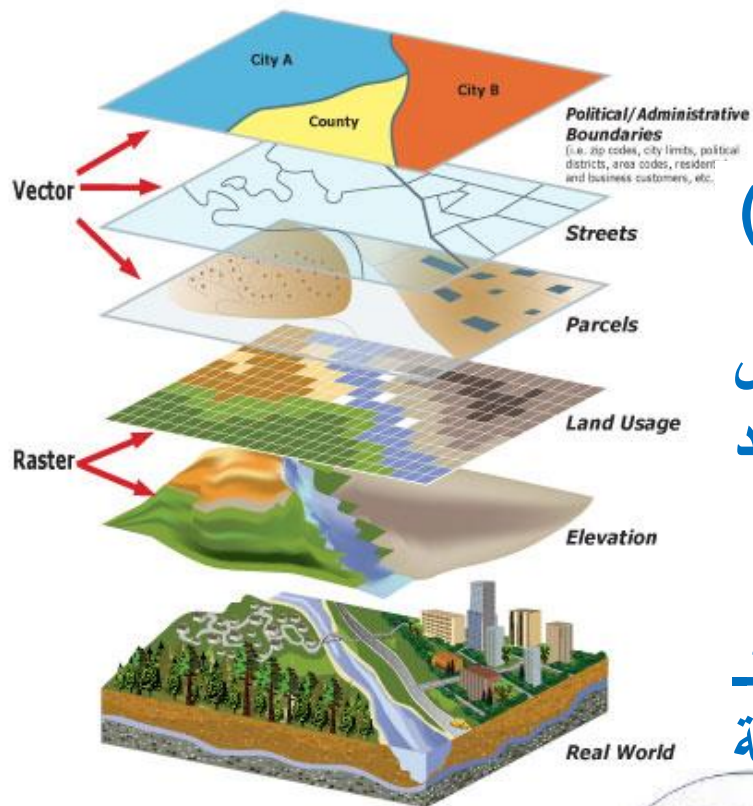 City A
City B
County
Political/Administrative
Boundaries
(i.e. zip codes, city limits, political
districts, area codes, resident
and business customers, etc.
Vector
Streets
Parcels
Land Usage
Raster
Elevation
Real World